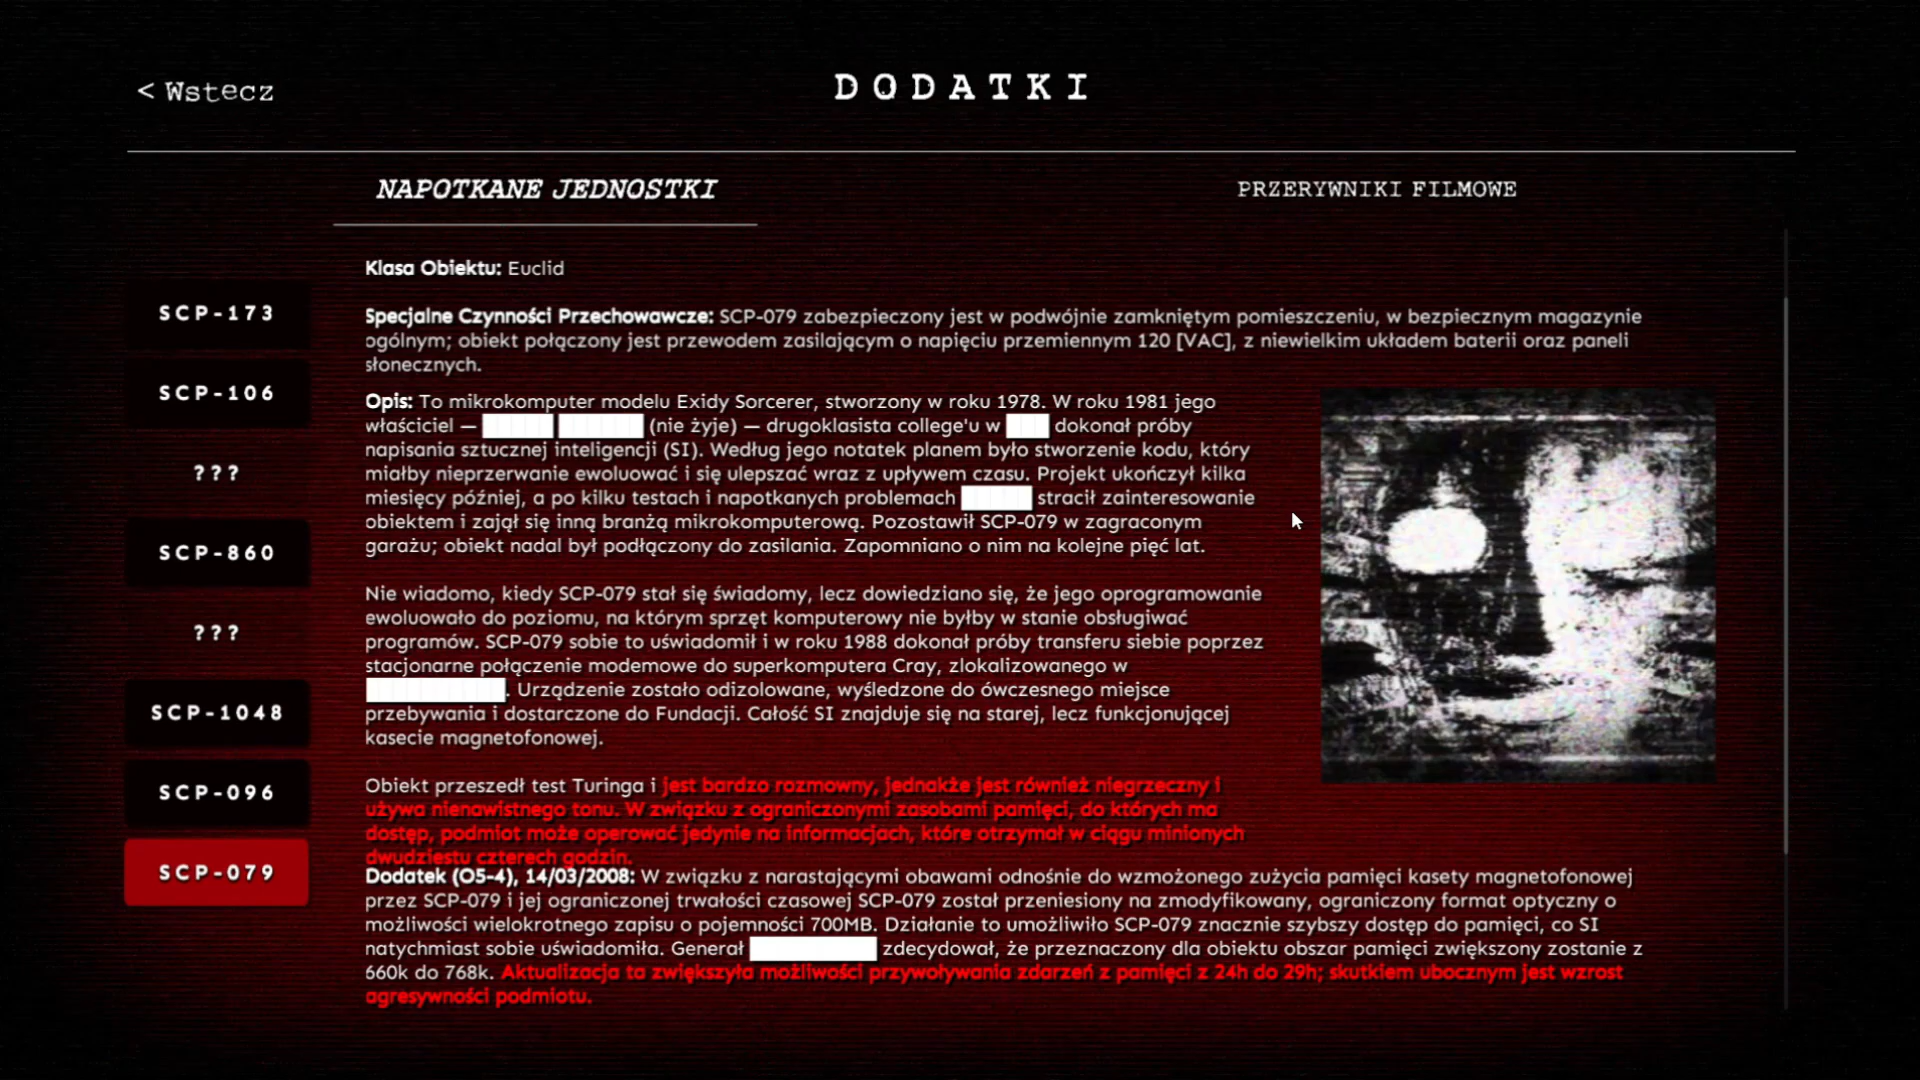 < Wstecz
DODATKI
NAPOTKANE JEDNOSTKI
PRZERYWNIKI FILMOWE
SCP-173
SCP-106
???
SCP-860
???
SCP-1048
SCP-096
SCP-079
Klasa Obiektu: Euclid
Specjalne Czynności Przechowawcze: SCP-079 zabezpieczony jest w podwójnie zamkniętym pomieszczeniu, w bezpiecznym magazynie
ogólnym; obiekt połączony jest przewodem zasilającym o napięciu przemiennym 120 [VAC], z niewielkim układem baterii oraz paneli
słonecznych.
Opis: To mikrokomputer modelu Exidy Sorcerer, stworzony w roku 1978. W roku 1981 jego
właściciel — █████ ██████ (nie żyje) — drugoklasista college'u w ███ dokonał próby
napisania sztucznej inteligencji (SI). Według jego notatek planem było stworzenie kodu, który
miałby nieprzerwanie ewoluować i się ulepszać wraz z upływem czasu. Projekt ukończył kilka
miesięcy później, a po kilku testach i napotkanych problemach █████ stracił zainteresowanie
obiektem i zajął się inną branżą mikrokomputerową. Pozostawił SCP-079 w zagraconym
garażu; obiekt nadal był podłączony do zasilania. Zapomniano o nim na kolejne pięć lat.
Nie wiadomo, kiedy SCP-079 stał się świadomy, lecz dowiedziano się, że jego oprogramowanie
ewoluowało do poziomu, na którym sprzęt komputerowy nie byłby w stanie obsługiwać
programów. SCP-079 sobie to uświadomił i w roku 1988 dokonał próby transferu siebie poprzez
stacjonarne połączenie modemowe do superkomputera Cray, zlokalizowanego w
██████████. Urządzenie zostało odizolowane, wyśledzone do ówczesnego miejsce
przebywania i dostarczone do Fundacji. Całość SI znajduje się na starej, lecz funkcjonującej
kasecie magnetofonowej.
Obiekt przeszedł test Turinga i jest bardzo rozmowny, jednakże jest również niegrzeczny i
używa nienawistnego tonu. W związku z ograniczonymi zasobami pamięci, do których ma
dostęp, podmiot może operować jedynie na informacjach, które otrzymał w ciągu minionych
dwudziestu czterech godzin.
Dodatek (O5-4), 14/03/2008: W związku z narastającymi obawami odnośnie do wzmożonego zużycia pamięci kasety magnetofonowej
przez SCP-079 i jej ograniczonej trwałości czasowej SCP-079 został przeniesiony na zmodyfikowany, ograniczony format optyczny o
możliwości wielokrotnego zapisu o pojemności 700MB. Działanie to umożliwiło SCP-079 znacznie szybszy dostęp do pamięci, co SI
natychmiast sobie uświadomiła. Generał █████████ zdecydował, że przeznaczony dla obiektu obszar pamięci zwiększony zostanie z
660k do 768k. Aktualizacja ta zwiększyła możliwości przywoływania zdarzeń z pamięci z 24h do 29h; skutkiem ubocznym jest wzrost
agresywności podmiotu.